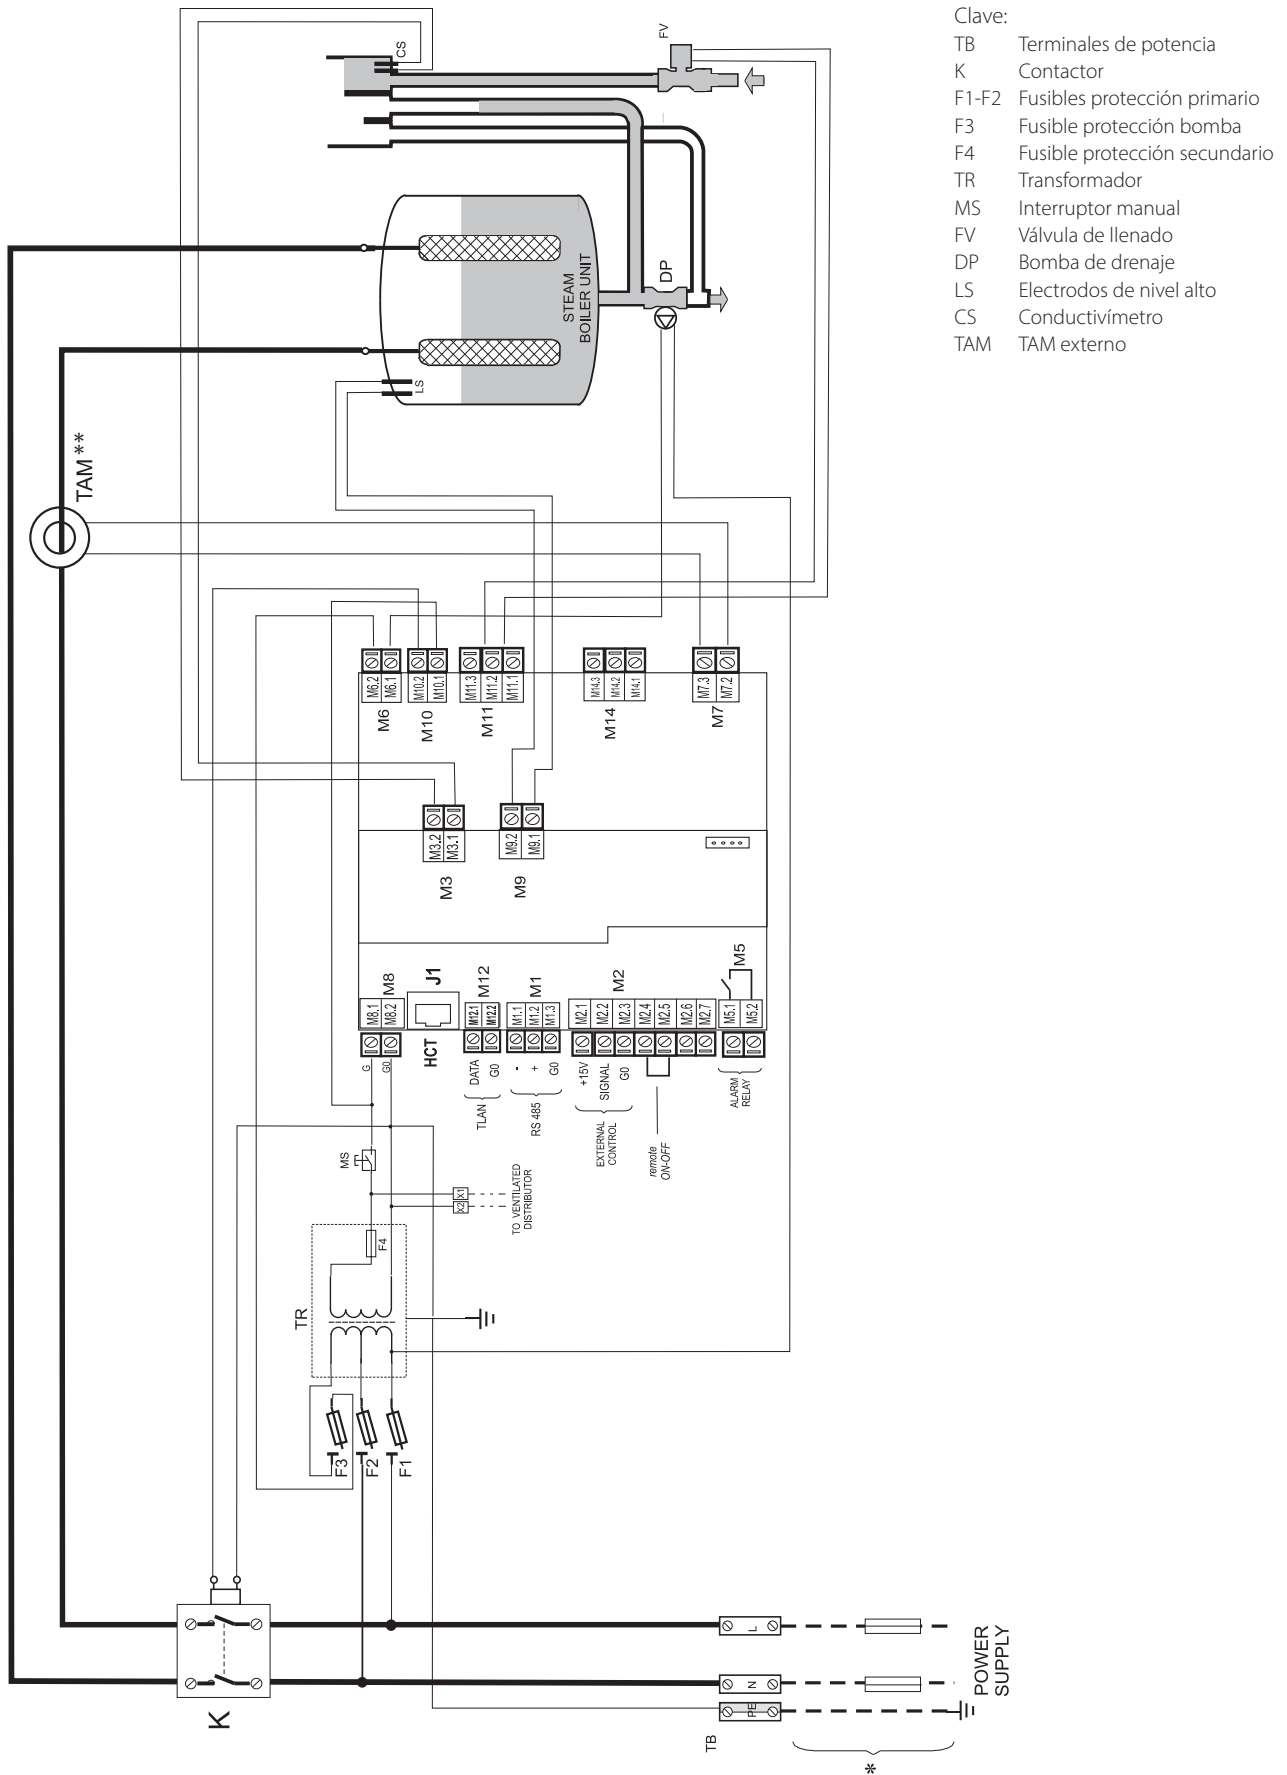 Clave:
TB Terminales de potencia
K Contactor
F1-F2 Fusibles protección primario
F3 Fusible protección bomba
F4 Fusible protección secundario
TR Transformador
MS Interruptor manual
FV Válvula de llenado
DP Bomba de drenaje
LS Electrodos de nivel alto
CS Conductivímetro
TAM TAM externo
CS
FV
STEAM
BOILER UNIT
DP
LS
TAM **
M6.2
M6.1
M10.2
M10.1
M11.3
M11.2
M11.1
M14.3
M14.2
M14.1
M7.3
M7.2
M6
M10
M11
M14
M7
M3.2
M3.1
M9.2
M9.1
M3
M9
M8
J1
M12
M1
M2
M5
M8.1
M8.2
M12.1
M12.2
M1.1
M1.2
M1.3
M2.1
M2.2
M2.3
M2.4
M2.5
M2.6
M2.7
M5.1
M5.2
G
G0
HCT
DATA
G0
TLAN
-
+
G0
RS 485
+15V
SIGNAL
G0
EXTERNAL
CONTROL
remote
ON-OFF
ALARM
RELAY
MS
X1
X2
TO VENTILATED
DISTRIBUTOR
F4
TR
F3
F2
F1
K
L
N
PE
TB
POWER
SUPPLY
*